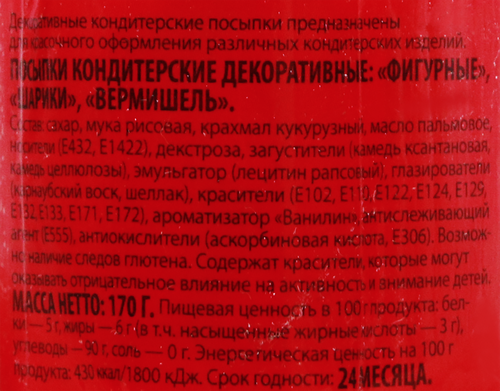 Декоративные кондитерские посыпки предназначены
для красочного оформления различных кондитерских изделий.
ПОСЫПКИ КОНДИТЕРСКИЕ ДЕКОРАТИВНЫЕ: «ФИГУРНЫЕ»,
«ШАРИКИ», «ВЕРМИШЕЛЬ».
Состав: сахар, мука рисовая, крахмал кукурузный, масло пальмовое,
носители (Е432, Е1422), декстроза, загустители (камедь ксантановая,
камедь целлюлозы), эмульгатор (лецитин рапсовый), глазирователи
(карнаубский воск, шеллак), красители (Е102, Е110, Е122, Е124, Е129,
Е132, Е133, Е171, Е172), ароматизатор «Ванилин», антислеживающий
агент (Е555), антиокислители (аскорбиновая кислота, Е306). Возмож-
но наличие следов глютена. Содержат красители, которые могут
оказывать отрицательное влияние на активность и внимание детей.
МАССА НЕТТО: 170 Г. Пищевая ценность в 100 г продукта: бел-
ки — 5 г, жиры — 6 г (в т.ч. насыщенные жирные кислоты — 3 г),
углеводы — 90 г, соль — 0 г. Энергетическая ценность на 100 г
продукта: 430 ккал/1800 кДж. Срок годности: 24 МЕСЯЦА.